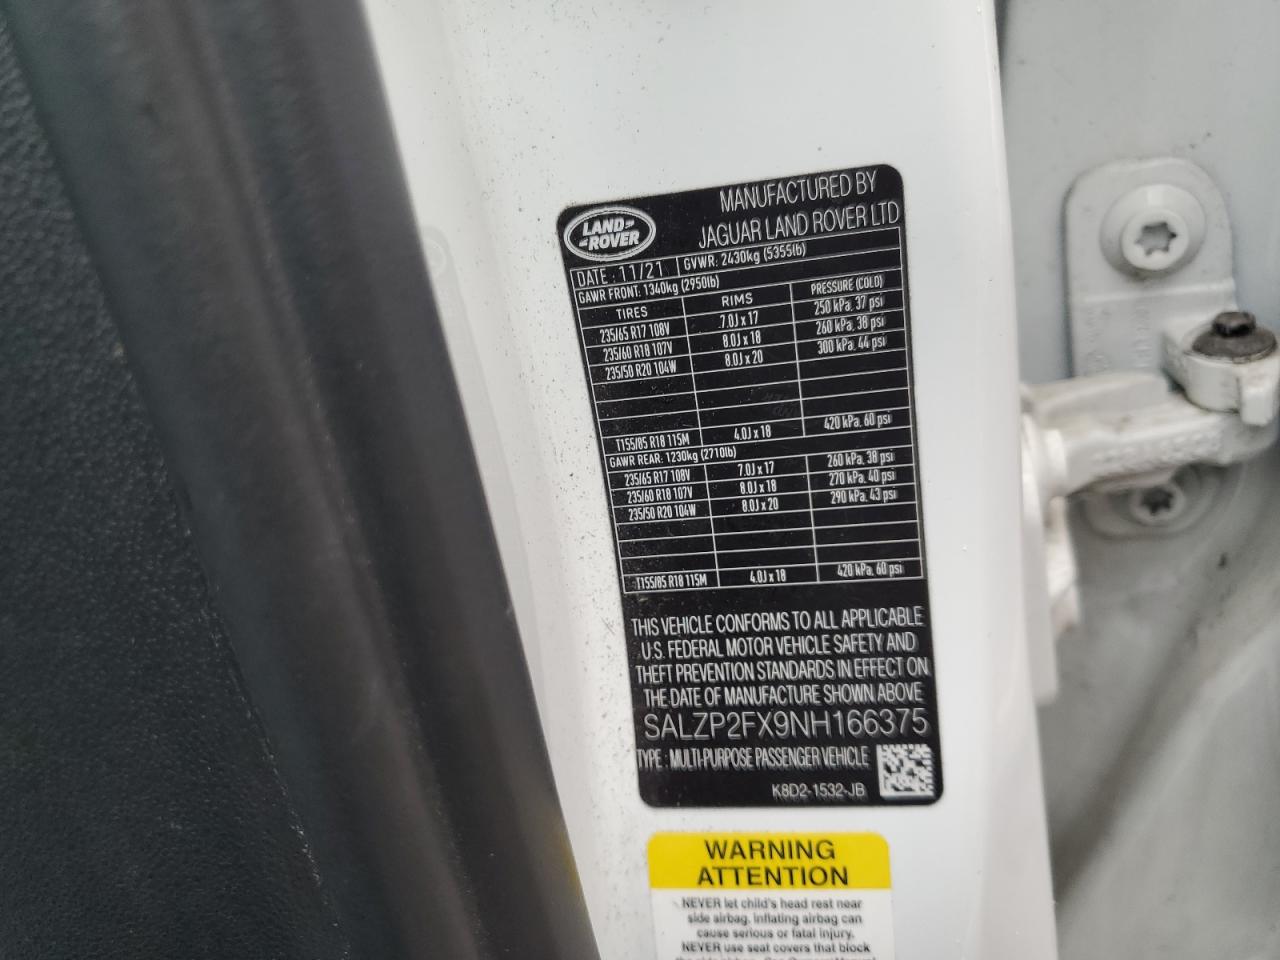 LAND-
-ROVER
MANUFACTURED BY
JAGUAR LAND ROVER LTD
DATE : 11/21 GVWR: 2430kg (5355lb)
GAWR FRONT: 1340kg (2950lb)
TIRES RIMS PRESSURE (COLD)
235/65 R17 108V 7.0J x 17 250 kPa, 37 psi
235/60 R18 107V 8.0J x 18 260 kPa, 38 psi
235/50 R20 104W 8.0J x 20 300 kPa, 44 psi
T155/85 R18 115M 4.0J x 18 420 kPa, 60 psi
GAWR REAR: 1230kg (2710lb)
235/65 R17 108V 7.0J x 17 260 kPa, 38 psi
235/60 R18 107V 8.0J x 18 270 kPa, 40 psi
235/50 R20 104W 8.0J x 20 290 kPa, 43 psi
T155/85 R18 115M 4.0J x 18 420 kPa, 60 psi
THIS VEHICLE CONFORMS TO ALL APPLICABLE
U.S. FEDERAL MOTOR VEHICLE SAFETY AND
THEFT PREVENTION STANDARDS IN EFFECT ON
THE DATE OF MANUFACTURE SHOWN ABOVE
SALZP2FX9NH166375
TYPE : MULTI-PURPOSE PASSENGER VEHICLE
K8D2-1532-JB
WARNING
ATTENTION
NEVER let child's head rest near
side airbag. Inflating airbag can
cause serious or fatal injury.
NEVER use seat covers that block